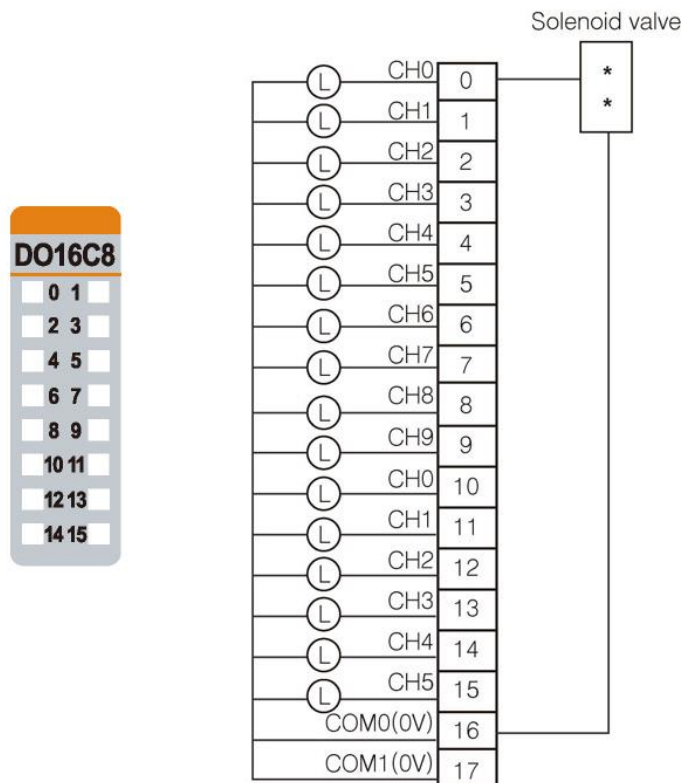 Solenoid valve
*
*
DO16C8
0 1
2 3
4 5
6 7
8 9
10 11
12 13
14 15
L CH0 0
L CH1 1
L CH2 2
L CH3 3
L CH4 4
L CH5 5
L CH6 6
L CH7 7
L CH8 8
L CH9 9
L CH0 10
L CH1 11
L CH2 12
L CH3 13
L CH4 14
L CH5 15
COM0(0V) 16
COM1(0V) 17